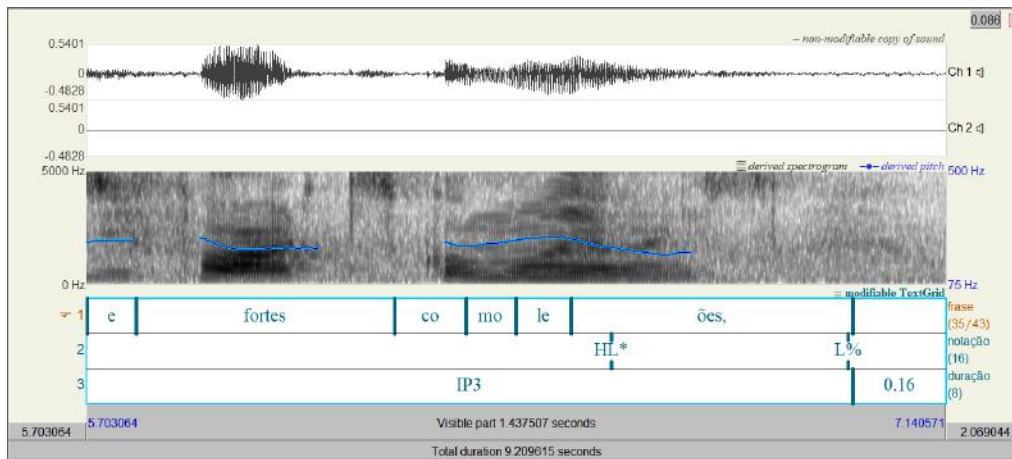 0.086
– non-modifiable copy of sound
0.5401
0
-0.4828
Ch 1
0.5401
0
-0.4828
Ch 2
derived spectrogram derived pitch
5000 Hz
500 Hz
0 Hz
75 Hz
modifiable TextGrid
1 e fortes co mo le ões, frase (35/43)
2 HL* L% notação (16)
3 IP3 0.16 duração (8)
5.703064 5.703064 Visible part 1.437507 seconds 7.140571 2.069044
Total duration 9.209615 seconds